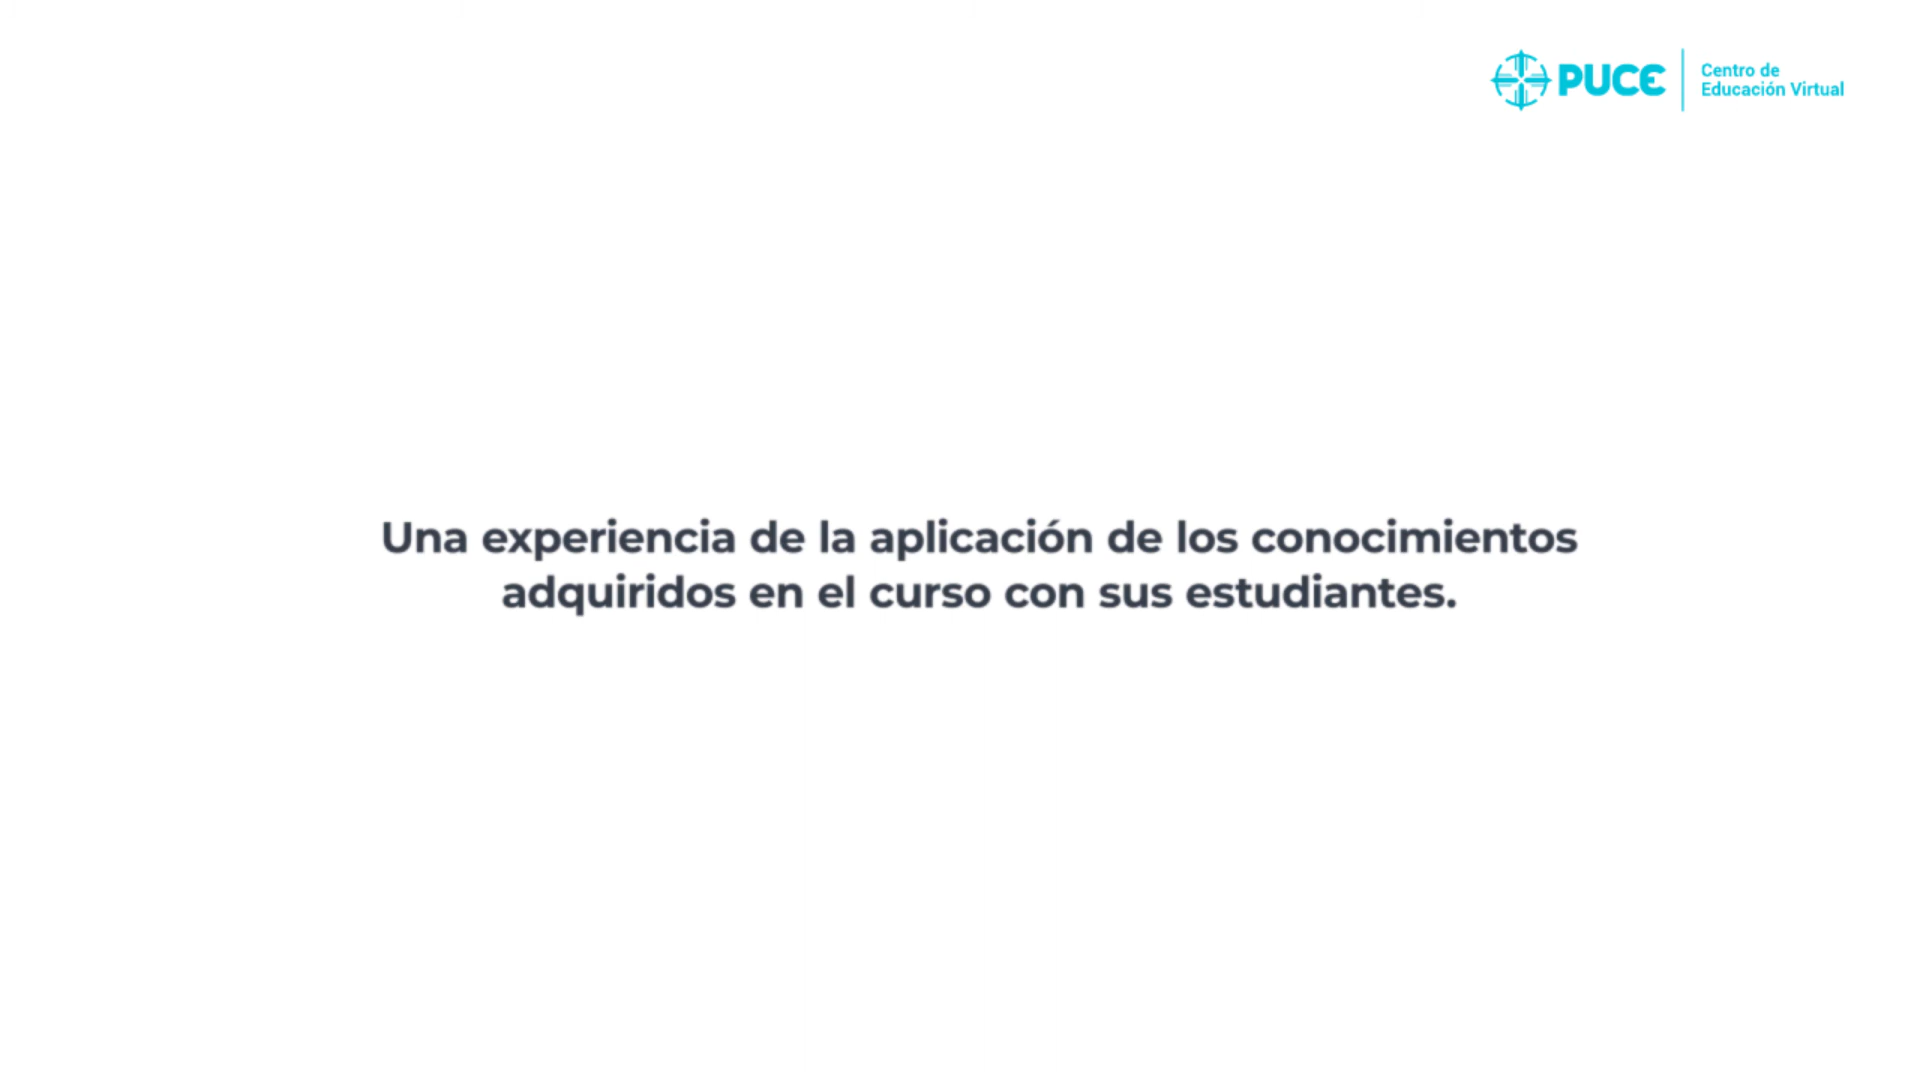 PUCE
Centro de
Educación Virtual
Una experiencia de la aplicación de los conocimientos
adquiridos en el curso con sus estudiantes.